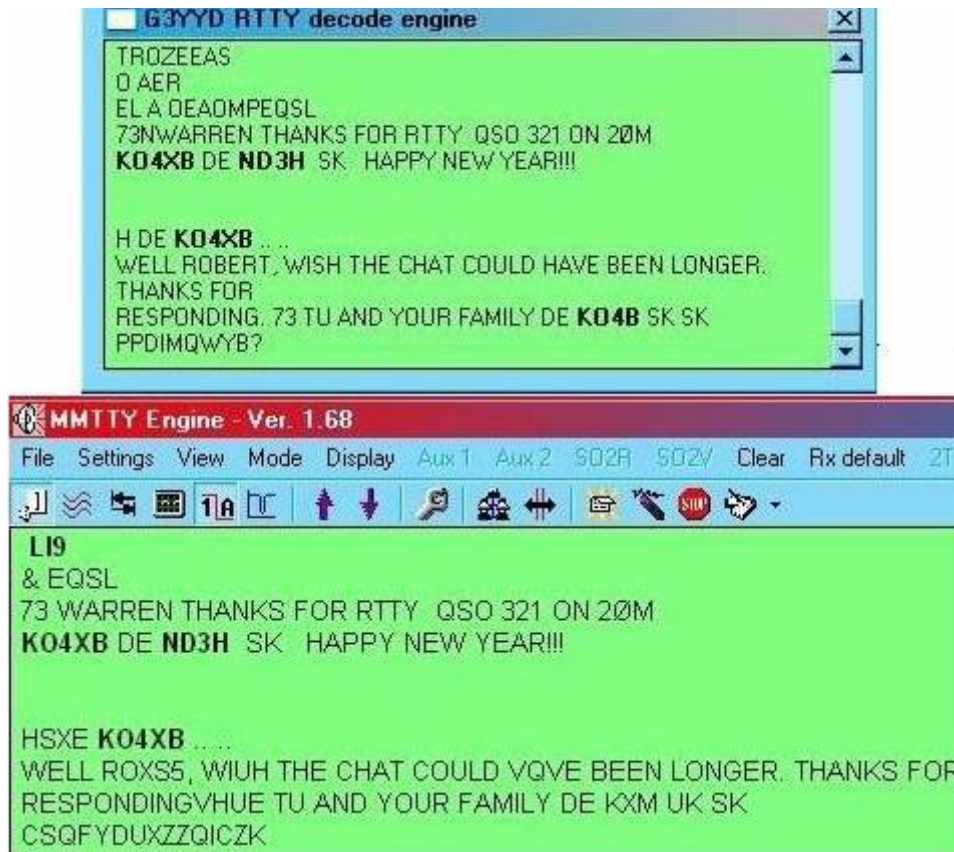 G3YYD RTTY decode engine
TROZEEAS
O AER
EL A OEAOMPEQSL
73NWARREN THANKS FOR RTTY QSO 321 ON 2ØM
KO4XB DE ND3H SK HAPPY NEW YEAR!!!
H DE KO4XB .. ..
WELL ROBERT, WISH THE CHAT COULD HAVE BEEN LONGER.
THANKS FOR
RESPONDING. 73 TU AND YOUR FAMILY DE KO4B SK SK
PPDIMQWYB?
MMTTY Engine - Ver. 1.68
File Settings View Mode Display Aux 1 Aux 2 SO2R SO2V Clear Rx default 2T
1A STOP
LI9
& EQSL
73 WARREN THANKS FOR RTTY QSO 321 ON 2ØM
KO4XB DE ND3H SK HAPPY NEW YEAR!!!
HSXE KO4XB .. ..
WELL ROXS5, WIUH THE CHAT COULD VQVE BEEN LONGER. THANKS FOR
RESPONDINGVHUE TU AND YOUR FAMILY DE KXM UK SK
CSQFYDUXZZQICZK